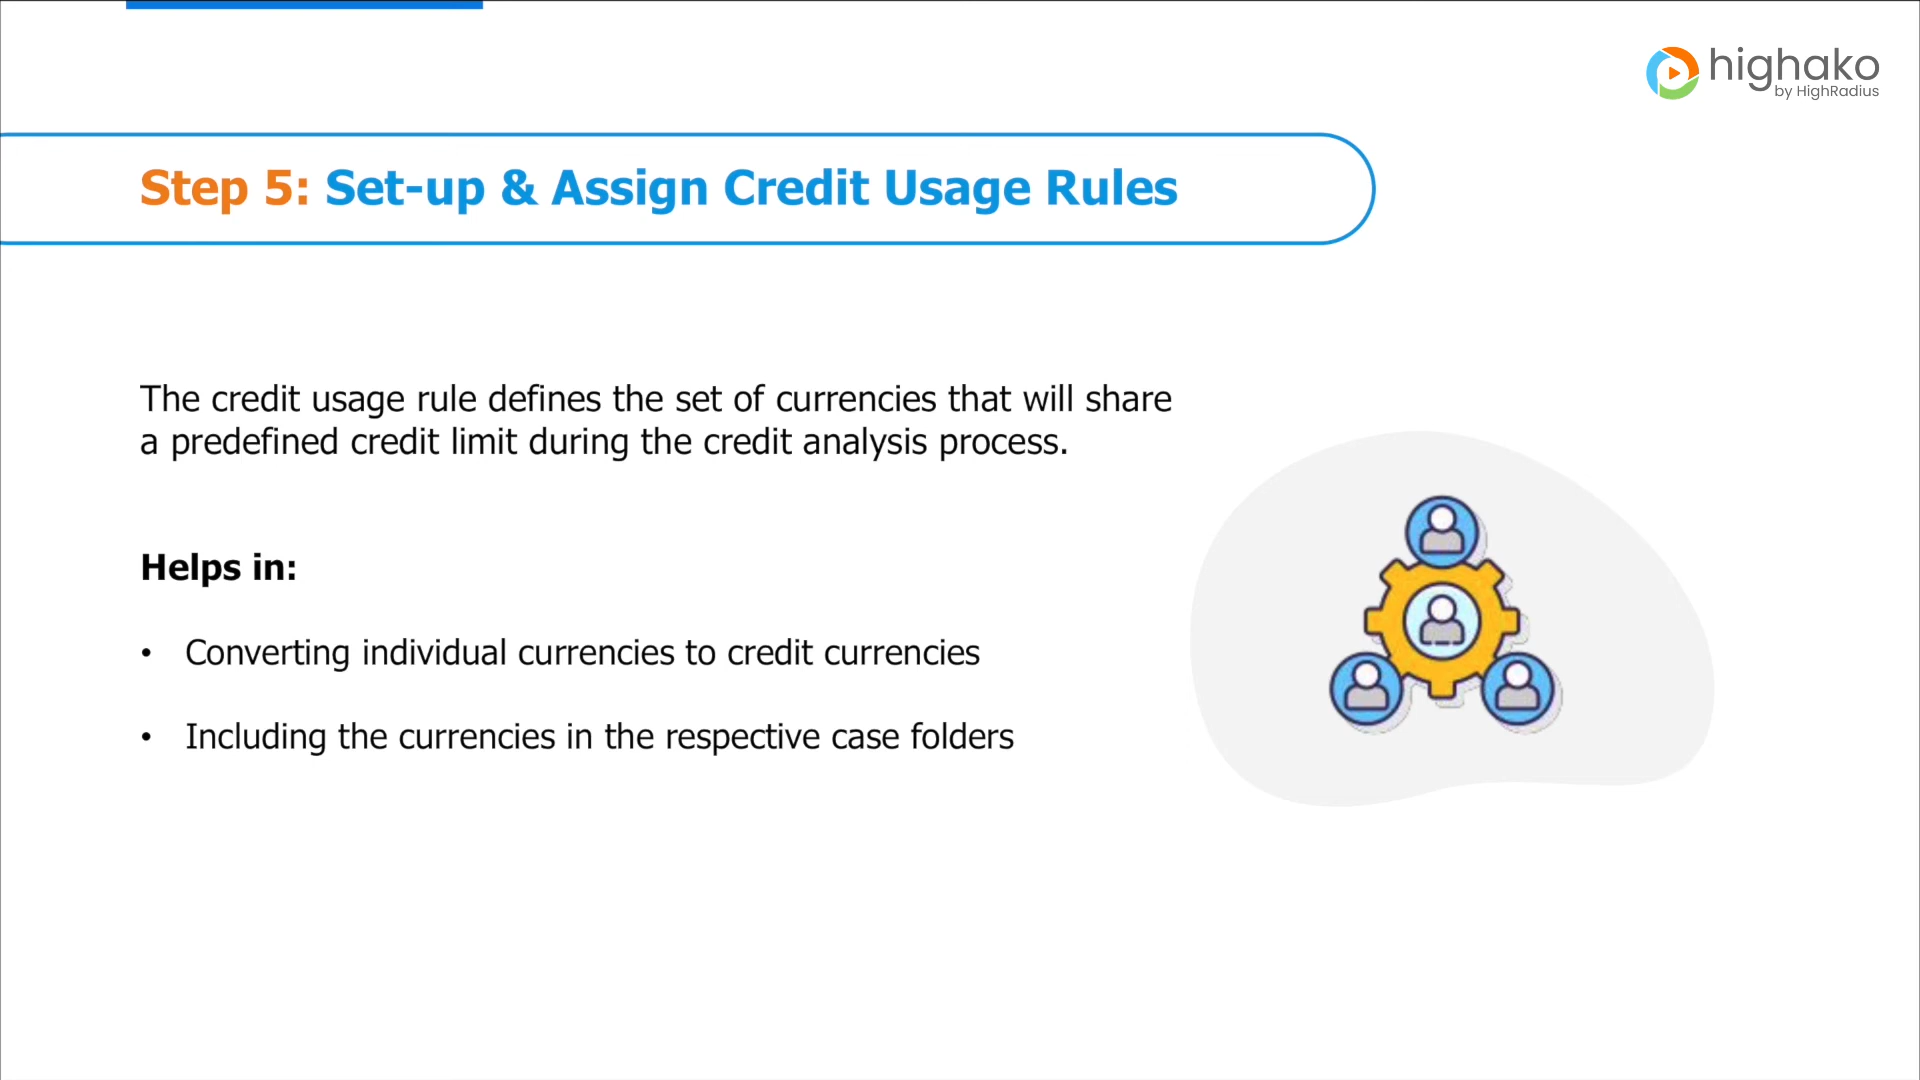 highako
by HighRadius
Step 5: Set-up & Assign Credit Usage Rules
The credit usage rule defines the set of currencies that will share
a predefined credit limit during the credit analysis process.
Helps in:
• Converting individual currencies to credit currencies
• Including the currencies in the respective case folders